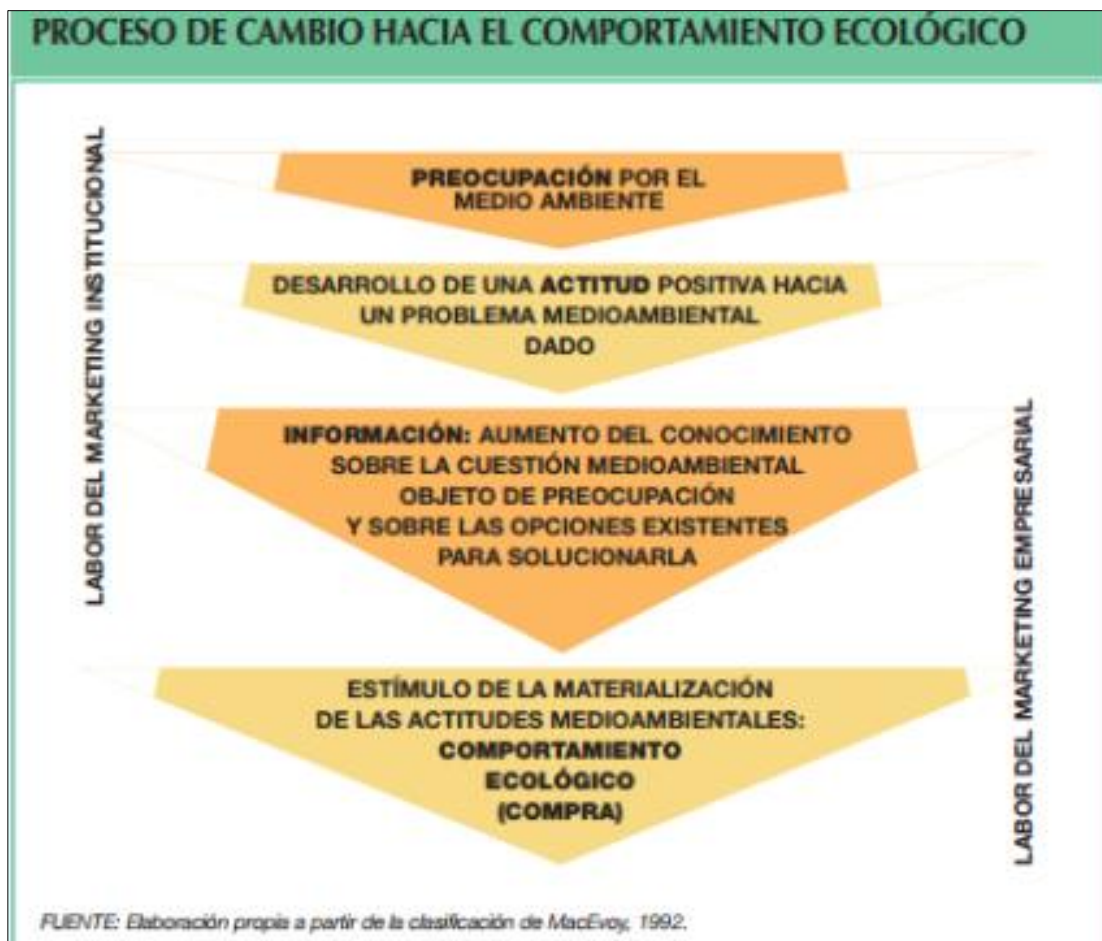 PROCESO DE CAMBIO HACIA EL COMPORTAMIENTO ECOLÓGICO
LABOR DEL MARKETING INSTITUCIONAL
PREOCUPACIÓN POR EL
MEDIO AMBIENTE
DESARROLLO DE UNA ACTITUD POSITIVA HACIA
UN PROBLEMA MEDIOAMBIENTAL
DADO
INFORMACIÓN: AUMENTO DEL CONOCIMIENTO
SOBRE LA CUESTIÓN MEDIOAMBIENTAL
OBJETO DE PREOCUPACIÓN
Y SOBRE LAS OPCIONES EXISTENTES
PARA SOLUCIONARLA
ESTÍMULO DE LA MATERIALIZACIÓN
DE LAS ACTITUDES MEDIOAMBIENTALES:
COMPORTAMIENTO
ECOLÓGICO
(COMPRA)
LABOR DEL MARKETING EMPRESARIAL
FUENTE: Elaboración propia a partir de la clasificación de MacEvoy, 1992.